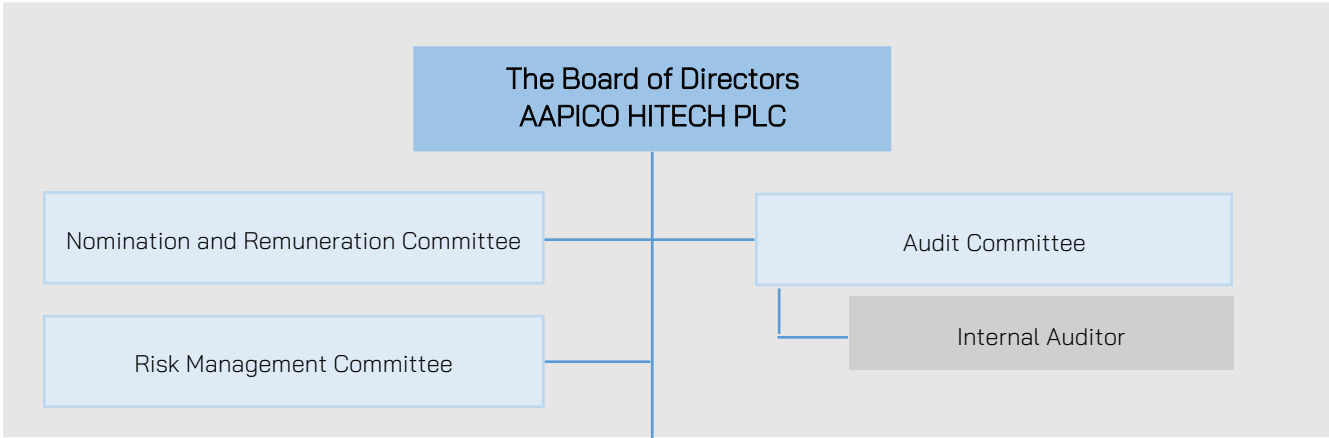 The Board of Directors
AAPICO HITECH PLC
Nomination and Remuneration Committee
Audit Committee
Internal Auditor
Risk Management Committee